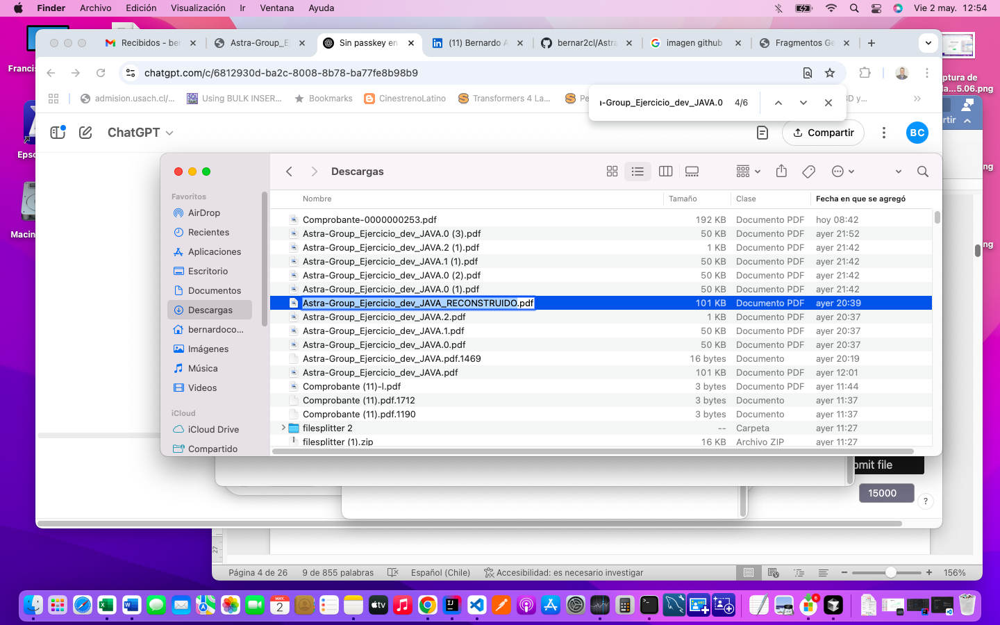 Finder Archivo Edición Visualización Ir Ventana Ayuda Vie 2 may. 12:54
Recibidos - ber
Astra-Group_E
Sin passkey en
(11) Bernardo A
bernar2cl/Astra
imagen github
Fragmentos Ge
chatgpt.com/c/6812930d-ba2c-8008-8b78-ba77fe8b98b9
admision.usach.cl/... Using BULK INSER... Bookmarks CinestrenoLatino Transformers 4 La... Pe
D y...
a-Group_Ejercicio_dev_JAVA.0 4/6
ChatGPT
Compartir
BC
Francis
Epso
Macin
ptura de
a...5.06.png
rtir
ng
ng
Descargas
Favoritos
AirDrop
Recientes
Aplicaciones
Escritorio
Documentos
Descargas
bernardoco...
Imágenes
Música
Videos
iCloud
iCloud Drive
Compartido
Nombre Tamaño Clase Fecha en que se agregó
Comprobante-0000000253.pdf 192 KB Documento PDF hoy 08:42
Astra-Group_Ejercicio_dev_JAVA.0 (3).pdf 50 KB Documento PDF ayer 21:52
Astra-Group_Ejercicio_dev_JAVA.2 (1).pdf 1 KB Documento PDF ayer 21:42
Astra-Group_Ejercicio_dev_JAVA.1 (1).pdf 50 KB Documento PDF ayer 21:42
Astra-Group_Ejercicio_dev_JAVA.0 (2).pdf 50 KB Documento PDF ayer 21:42
Astra-Group_Ejercicio_dev_JAVA.0 (1).pdf 50 KB Documento PDF ayer 21:42
Astra-Group_Ejercicio_dev_JAVA_RECONSTRUIDO.pdf 101 KB Documento PDF ayer 20:39
Astra-Group_Ejercicio_dev_JAVA.2.pdf 1 KB Documento PDF ayer 20:37
Astra-Group_Ejercicio_dev_JAVA.1.pdf 50 KB Documento PDF ayer 20:37
Astra-Group_Ejercicio_dev_JAVA.0.pdf 50 KB Documento PDF ayer 20:37
Astra-Group_Ejercicio_dev_JAVA.pdf.1469 16 bytes Documento ayer 20:19
Astra-Group_Ejercicio_dev_JAVA.pdf 101 KB Documento PDF ayer 12:01
Comprobante (11)-I.pdf 3 bytes Documento PDF ayer 11:44
Comprobante (11).pdf.1712 3 bytes Documento ayer 11:37
Comprobante (11).pdf.1190 3 bytes Documento ayer 11:37
filesplitter 2 -- Carpeta ayer 11:27
filesplitter (1).zip 16 KB Archivo ZIP ayer 11:27
bmit file
15000
?
27
Página 4 de 26 9 de 855 palabras Español (Chile) Accesibilidad: es necesario investigar 156%
MAY.
2
tv
6